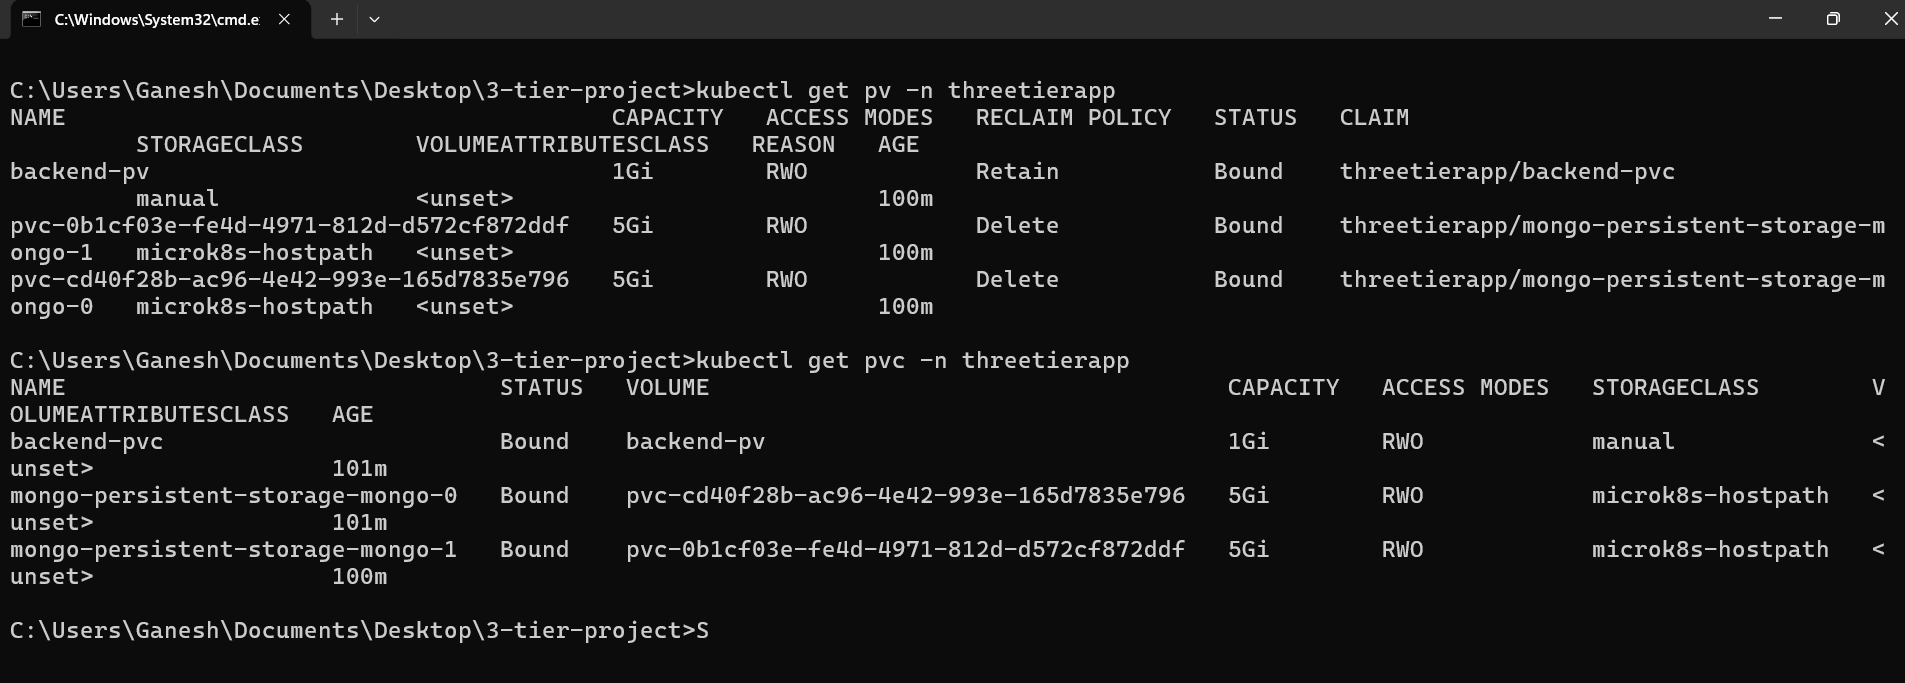 C:\Windows\System32\cmd.e
C:\Users\Ganesh\Documents\Desktop\3-tier-project>kubectl get pv -n threetierapp
NAME                                       CAPACITY   ACCESS MODES   RECLAIM POLICY   STATUS   CLAIM
         STORAGECLASS        VOLUMEATTRIBUTESCLASS   REASON   AGE
backend-pv                                 1Gi        RWO            Retain           Bound    threetierapp/backend-pvc
         manual              <unset>                          100m
pvc-0b1cf03e-fe4d-4971-812d-d572cf872ddf   5Gi        RWO            Delete           Bound    threetierapp/mongo-persistent-storage-m
ongo-1   microk8s-hostpath   <unset>                          100m
pvc-cd40f28b-ac96-4e42-993e-165d7835e796   5Gi        RWO            Delete           Bound    threetierapp/mongo-persistent-storage-m
ongo-0   microk8s-hostpath   <unset>                          100m
C:\Users\Ganesh\Documents\Desktop\3-tier-project>kubectl get pvc -n threetierapp
NAME                               STATUS   VOLUME                                     CAPACITY   ACCESS MODES   STORAGECLASS        V
OLUMEATTRIBUTESCLASS   AGE
backend-pvc                        Bound    backend-pv                                 1Gi        RWO            manual              <
unset>                 101m
mongo-persistent-storage-mongo-0   Bound    pvc-cd40f28b-ac96-4e42-993e-165d7835e796   5Gi        RWO            microk8s-hostpath   <
unset>                 101m
mongo-persistent-storage-mongo-1   Bound    pvc-0b1cf03e-fe4d-4971-812d-d572cf872ddf   5Gi        RWO            microk8s-hostpath   <
unset>                 100m
C:\Users\Ganesh\Documents\Desktop\3-tier-project>S